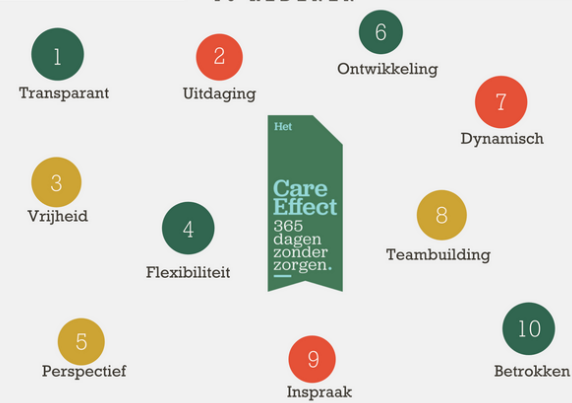 1
Transparant
2
Uitdaging
6
Ontwikkeling
7
Dynamisch
3
Vrijheid
4
Flexibiliteit
Het
Care
Effect
365
dagen
zonder
zorgen.
8
Teambuilding
5
Perspectief
9
Inspraak
10
Betrokken